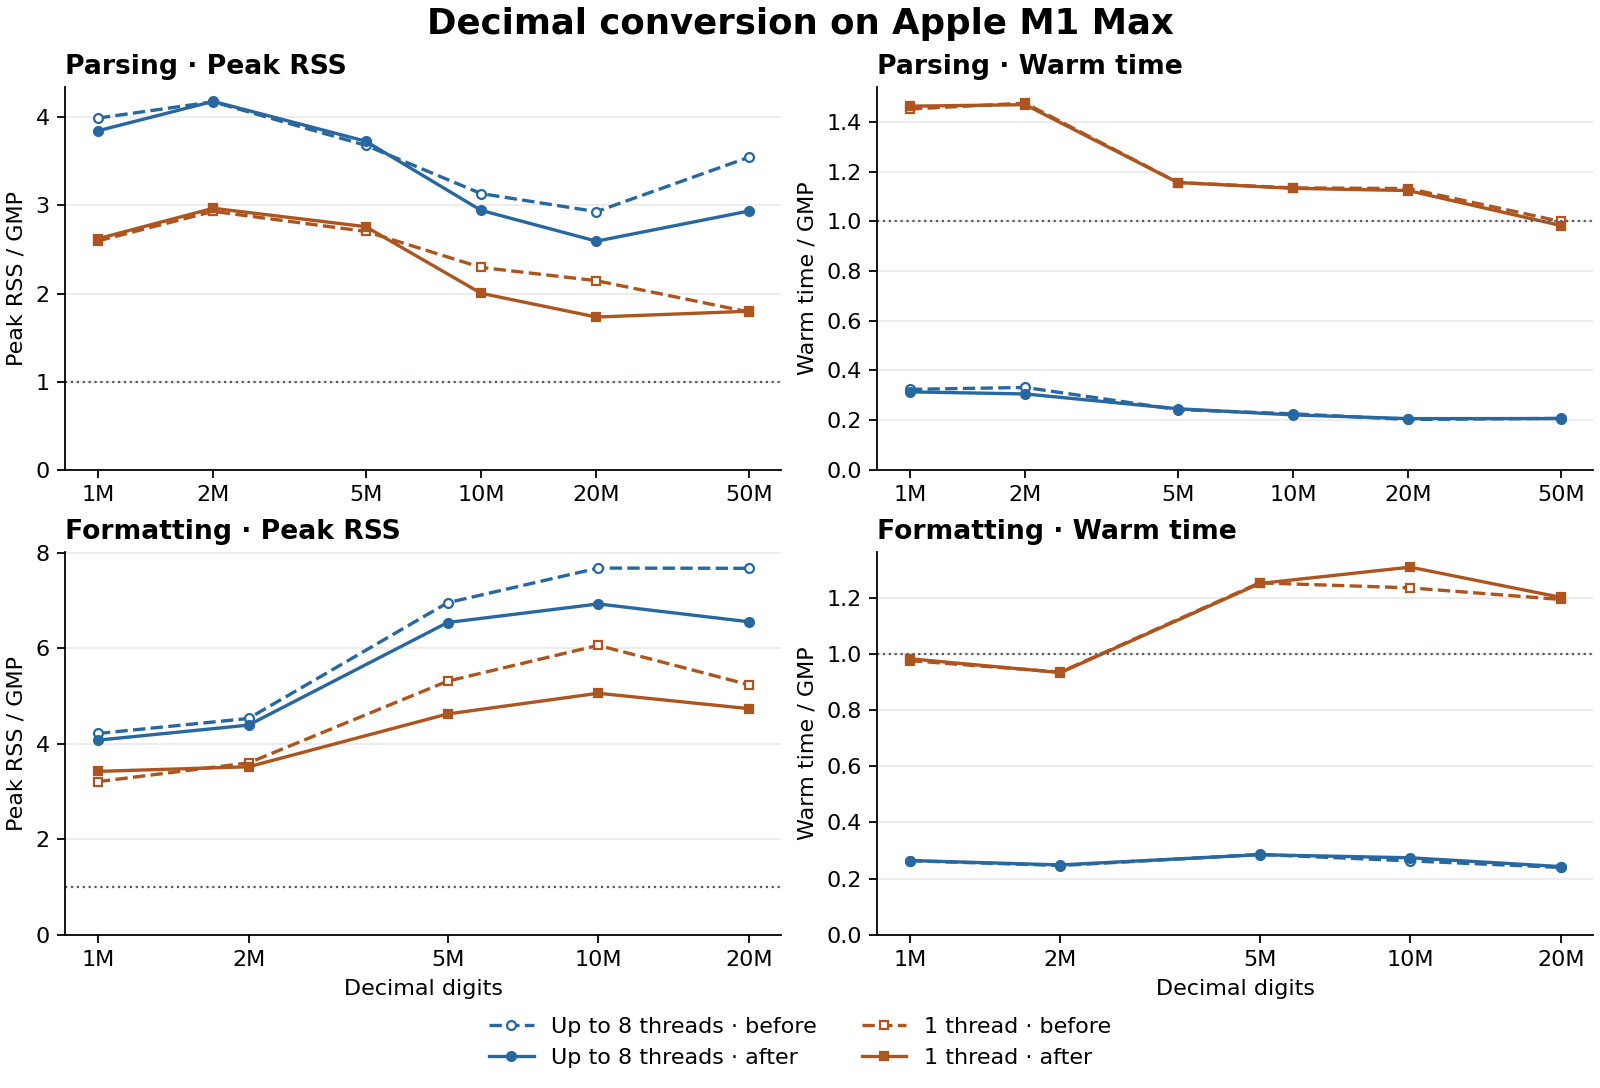 Decimal conversion on Apple M1 Max
Parsing · Peak RSS
Peak RSS / GMP
4
3
2
1
0
1M 2M 5M 10M 20M 50M
Parsing · Warm time
Warm time / GMP
1.4
1.2
1.0
0.8
0.6
0.4
0.2
0.0
1M 2M 5M 10M 20M 50M
Formatting · Peak RSS
Peak RSS / GMP
8
6
4
2
0
1M 2M 5M 10M 20M
Decimal digits
Formatting · Warm time
Warm time / GMP
1.2
1.0
0.8
0.6
0.4
0.2
0.0
1M 2M 5M 10M 20M
Decimal digits
Up to 8 threads · before
Up to 8 threads · after
1 thread · before
1 thread · after